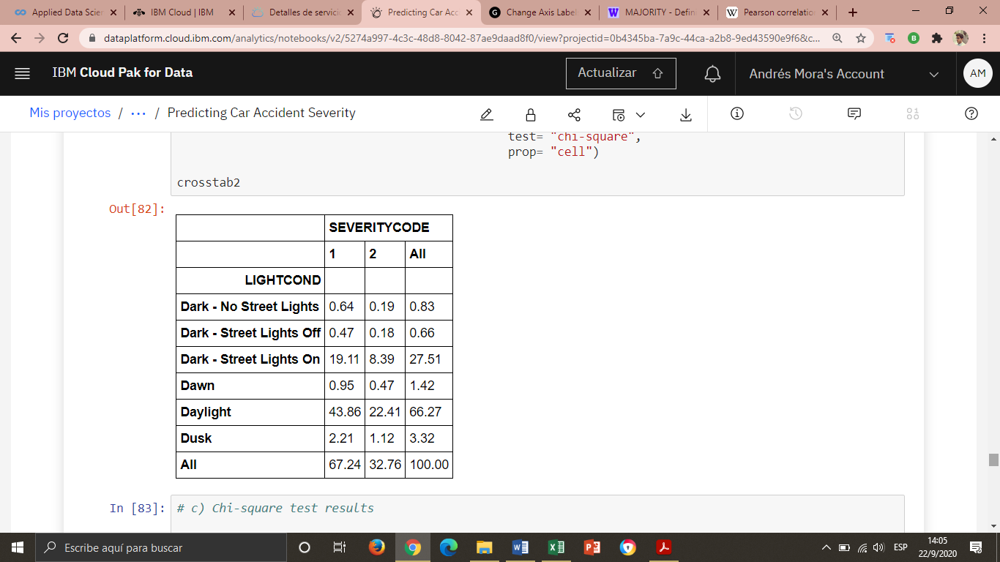 Applied Data Scien
IBM Cloud | IBM
Detalles de servicio
Predicting Car Acc
Change Axis Label
MAJORITY - Defin
Pearson correlatio
dataplatform.cloud.ibm.com/analytics/notebooks/v2/5274a997-4c3c-48d8-8042-87ae9daad8f0/view?projectid=0b4345ba-7a9c-44ca-a2b8-9ed43590e9f6&c...
IBM Cloud Pak for Data
Actualizar
Andrés Mora's Account
AM
Mis proyectos / ... / Predicting Car Accident Severity
test= "chi-square",
prop= "cell")
crosstab2
Out[82]:
SEVERITYCODE
1 2 All
LIGHTCOND
Dark - No Street Lights 0.64 0.19 0.83
Dark - Street Lights Off 0.47 0.18 0.66
Dark - Street Lights On 19.11 8.39 27.51
Dawn 0.95 0.47 1.42
Daylight 43.86 22.41 66.27
Dusk 2.21 1.12 3.32
All 67.24 32.76 100.00
In [83]: # c) Chi-square test results
Escribe aquí para buscar
ESP
14:05
22/9/2020